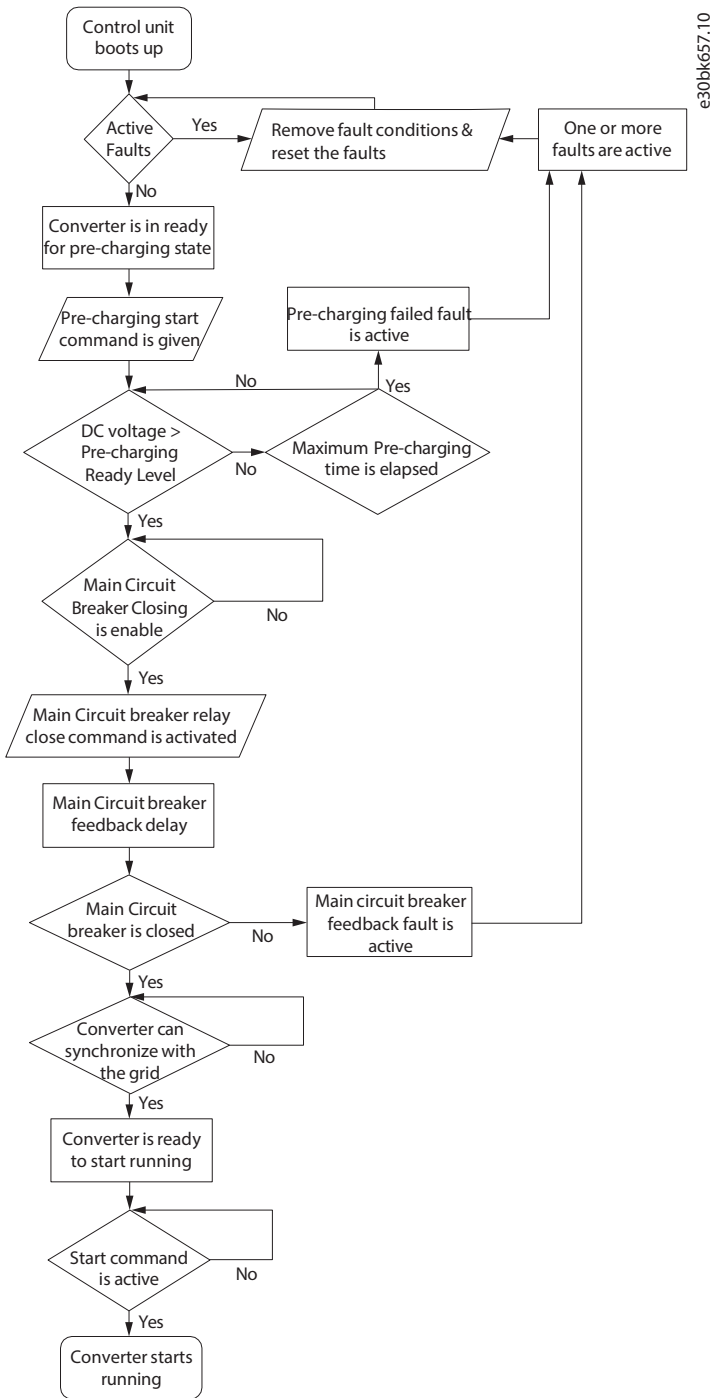 Control unit
boots up
e30bk657.10
Active
Faults
Yes
Remove fault conditions &
reset the faults
One or more
faults are active
No
Converter is in ready
for pre-charging state
Pre-charging start
command is given
Pre-charging failed fault
is active
No
Yes
DC voltage >
Pre-charging
Ready Level
No
Maximum Pre-charging
time is elapsed
Yes
Main Circuit
Breaker Closing
is enable
No
Yes
Main Circuit breaker relay
close command is activated
Main Circuit breaker
feedback delay
Main Circuit
breaker is closed
No
Main circuit breaker
feedback fault is
active
Yes
Converter can
synchronize with
the grid
No
Yes
Converter is ready
to start running
Start command
is active
No
Yes
Converter starts
running